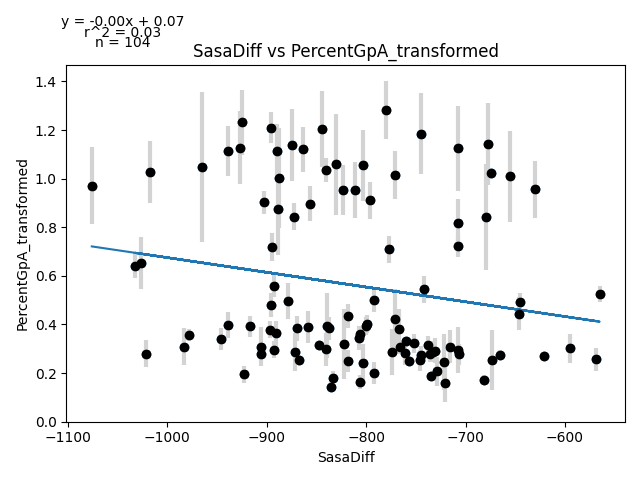 y = -0.00x + 0.07
r^2 = 0.03
n = 104
SasaDiff vs PercentGpA_transformed
PercentGpA_transformed
1.4
1.2
1.0
0.8
0.6
0.4
0.2
0.0
−1100 −1000 −900 −800 −700 −600
SasaDiff